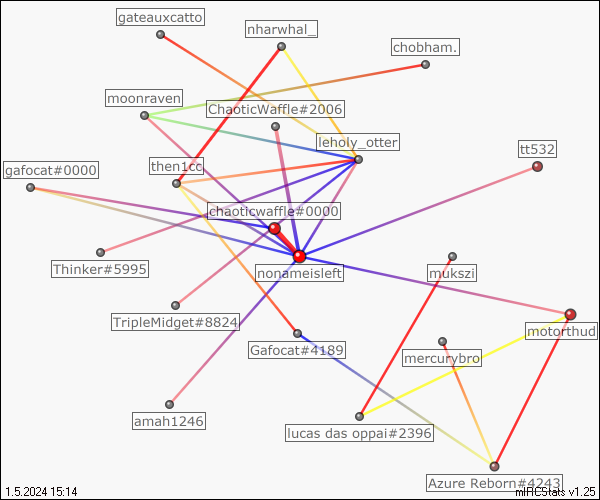 gateauxcatto
nharwhal_
chobham.
moonraven
ChaoticWaffle#2006
leholy_otter
tt532
gafocat#0000
then1cc
chaoticwaffle#0000
Thinker#5995
nonameisleft
mukszi
TripleMidget#8824
motorthud
Gafocat#4189
mercurybro
amah1246
lucas das oppai#2396
Azure Reborn#4243
1.5.2024 15:14
mIRCStats v1.25